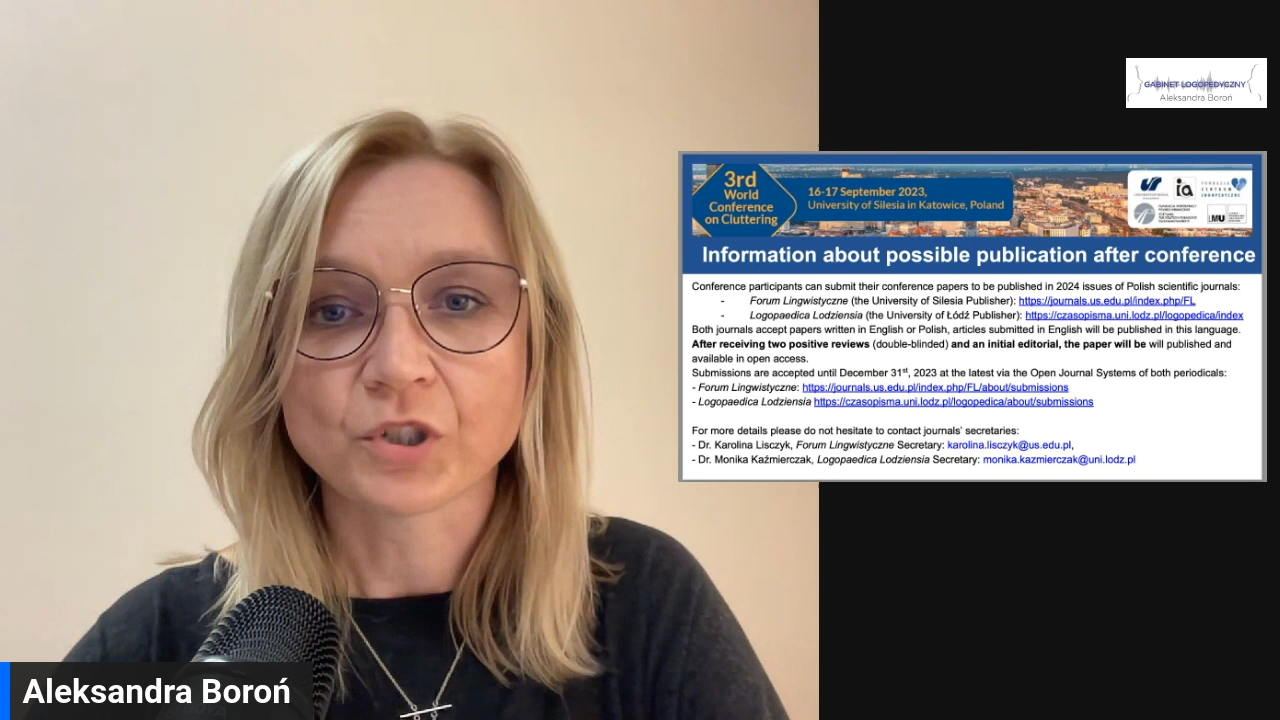 GABINET LOGOPEDYCZNY
Aleksandra Boroń
3rd
World
Conference
on Cluttering
16-17 September 2023,
University of Silesia in Katowice, Poland
LMU
Information about possible publication after conference
Conference participants can submit their conference papers to be published in 2024 issues of Polish scientific journals:
- Forum Lingwistyczne (the University of Silesia Publisher): https://journals.us.edu.pl/index.php/FL
- Logopaedica Lodziensia (the University of Łódź Publisher): https://czasopisma.uni.lodz.pl/logopedica/index
Both journals accept papers written in English or Polish, articles submitted in English will be published in this language.
After receiving two positive reviews (double-blinded) and an initial editorial, the paper will be will published and
available in open access.
Submissions are accepted until December 31st, 2023 at the latest via the Open Journal Systems of both periodicals:
- Forum Lingwistyczne: https://journals.us.edu.pl/index.php/FL/about/submissions
- Logopaedica Lodziensia https://czasopisma.uni.lodz.pl/logopedica/about/submissions
For more details please do not hesitate to contact journals' secretaries:
- Dr. Karolina Lisczyk, Forum Lingwistyczne Secretary: karolina.lisczyk@us.edu.pl,
- Dr. Monika Kaźmierczak, Logopaedica Lodziensia Secretary: monika.kazmierczak@uni.lodz.pl
Aleksandra Boroń